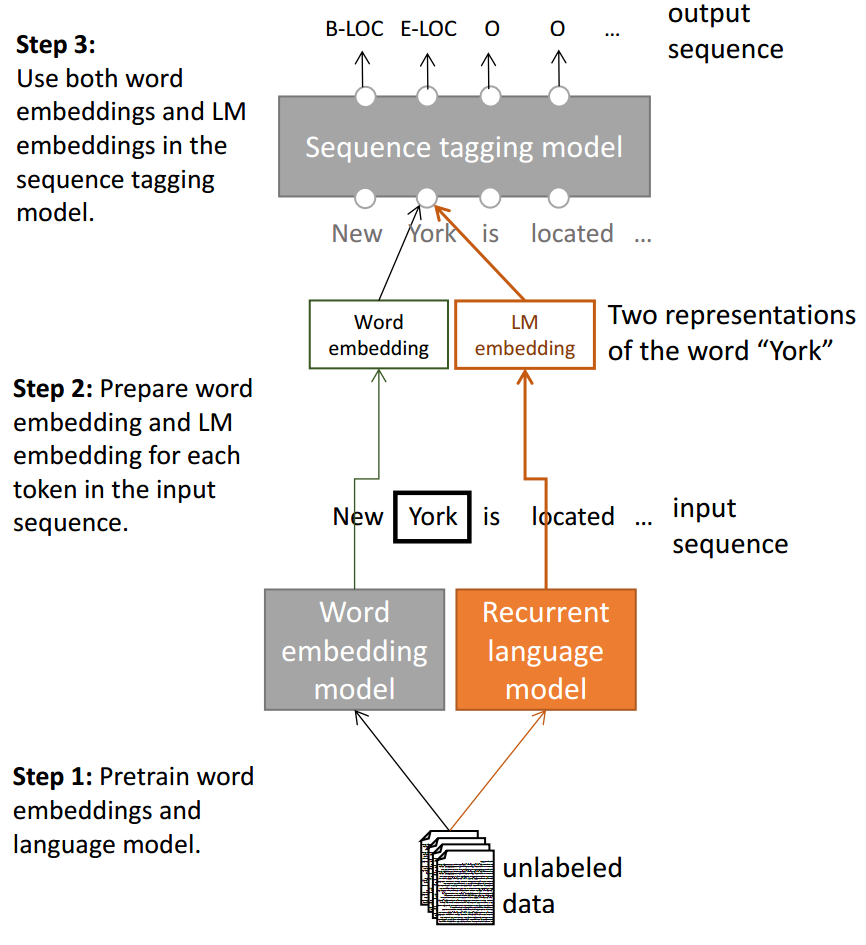 output
sequence
B-LOC E-LOC O O ...
Step 3:
Use both word
embeddings and LM
embeddings in the
sequence tagging
model.
Sequence tagging model
New York is located ...
Word
embedding
LM
embedding
Two representations
of the word “York”
Step 2: Prepare word
embedding and LM
embedding for each
token in the input
sequence.
New York is located ...
input
sequence
Word
embedding
model
Recurrent
language
model
Step 1: Pretrain word
embeddings and
language model.
unlabeled
data